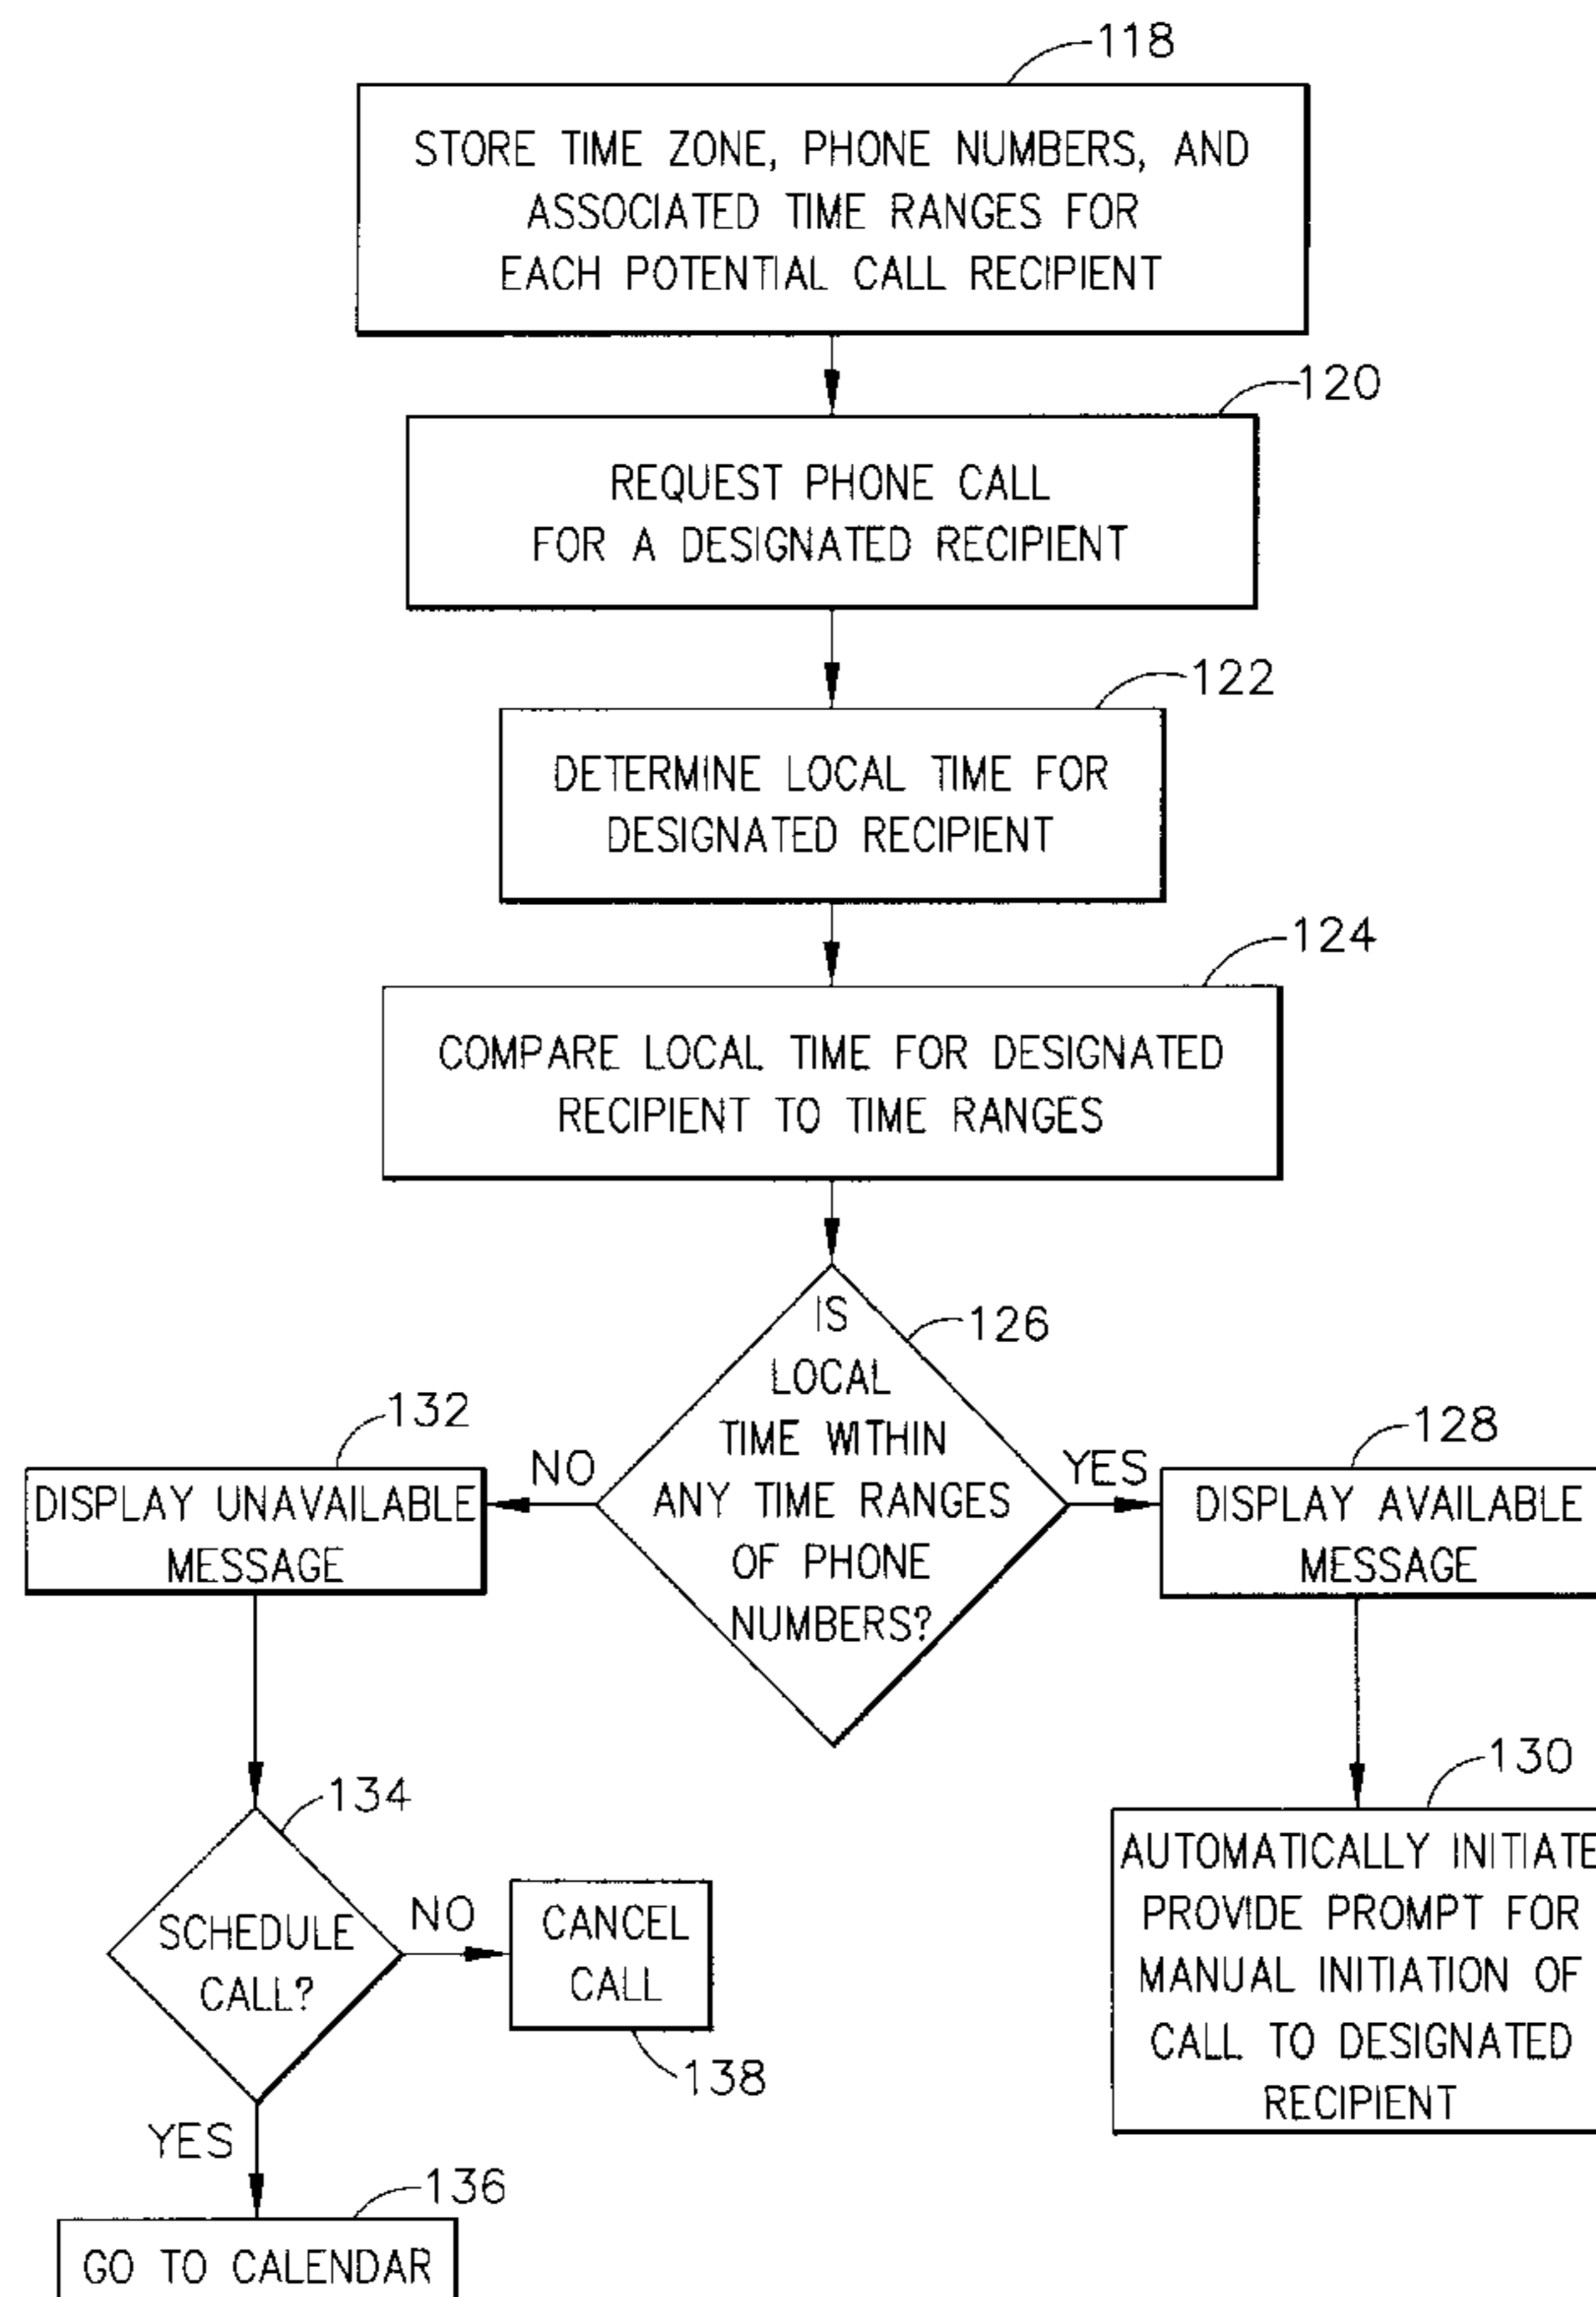 118
STORE TIME ZONE, PHONE NUMBERS, AND
ASSOCIATED TIME RANGES FOR
EACH POTENTIAL CALL RECIPIENT
120
REQUEST PHONE CALL
FOR A DESIGNATED RECIPIENT
122
DETERMINE LOCAL TIME FOR
DESIGNATED RECIPIENT
124
COMPARE LOCAL TIME FOR DESIGNATED
RECIPIENT TO TIME RANGES
126
IS
LOCAL
TIME WITHIN
ANY TIME RANGES
OF PHONE
NUMBERS?
NO
YES
132
DISPLAY UNAVAILABLE
MESSAGE
128
DISPLAY AVAILABLE
MESSAGE
134
SCHEDULE
CALL?
NO
CANCEL
CALL
138
130
AUTOMATICALLY INITIATE
PROVIDE PROMPT FOR
MANUAL INITIATION OF
CALL TO DESIGNATED
RECIPIENT
YES
136
GO TO CALENDAR